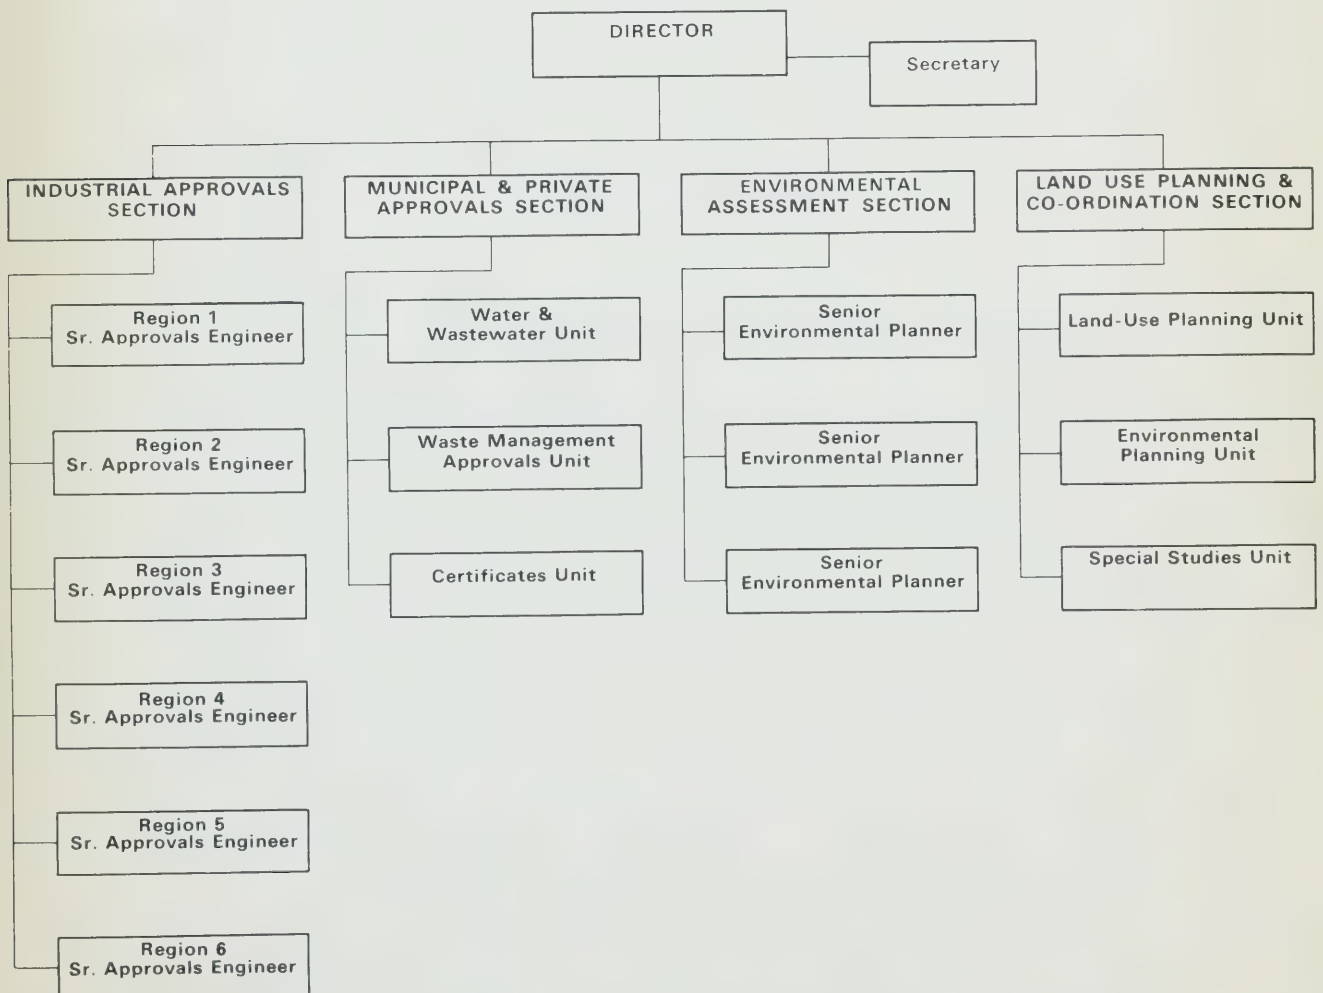 DIRECTOR
Secretary
INDUSTRIAL APPROVALS
SECTION
MUNICIPAL & PRIVATE
APPROVALS SECTION
ENVIRONMENTAL
ASSESSMENT SECTION
LAND USE PLANNING &
CO-ORDINATION SECTION
Region 1
Sr. Approvals Engineer
Region 2
Sr. Approvals Engineer
Region 3
Sr. Approvals Engineer
Region 4
Sr. Approvals Engineer
Region 5
Sr. Approvals Engineer
Region 6
Sr. Approvals Engineer
Water &
Wastewater Unit
Waste Management
Approvals Unit
Certificates Unit
Senior
Environmental Planner
Senior
Environmental Planner
Senior
Environmental Planner
Land-Use Planning Unit
Environmental
Planning Unit
Special Studies Unit